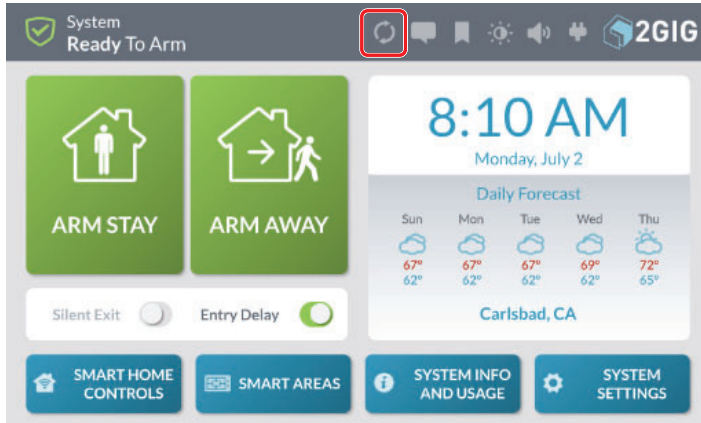 System
Ready To Arm
2GIG
ARM STAY
ARM AWAY
8:10 AM
Monday, July 2
Daily Forecast
Sun Mon Tue Wed Thu
67° 67° 67° 69° 72°
62° 62° 62° 62° 65°
Carlsbad, CA
Silent Exit
Entry Delay
SMART HOME
CONTROLS
SMART AREAS
SYSTEM INFO
AND USAGE
SYSTEM
SETTINGS